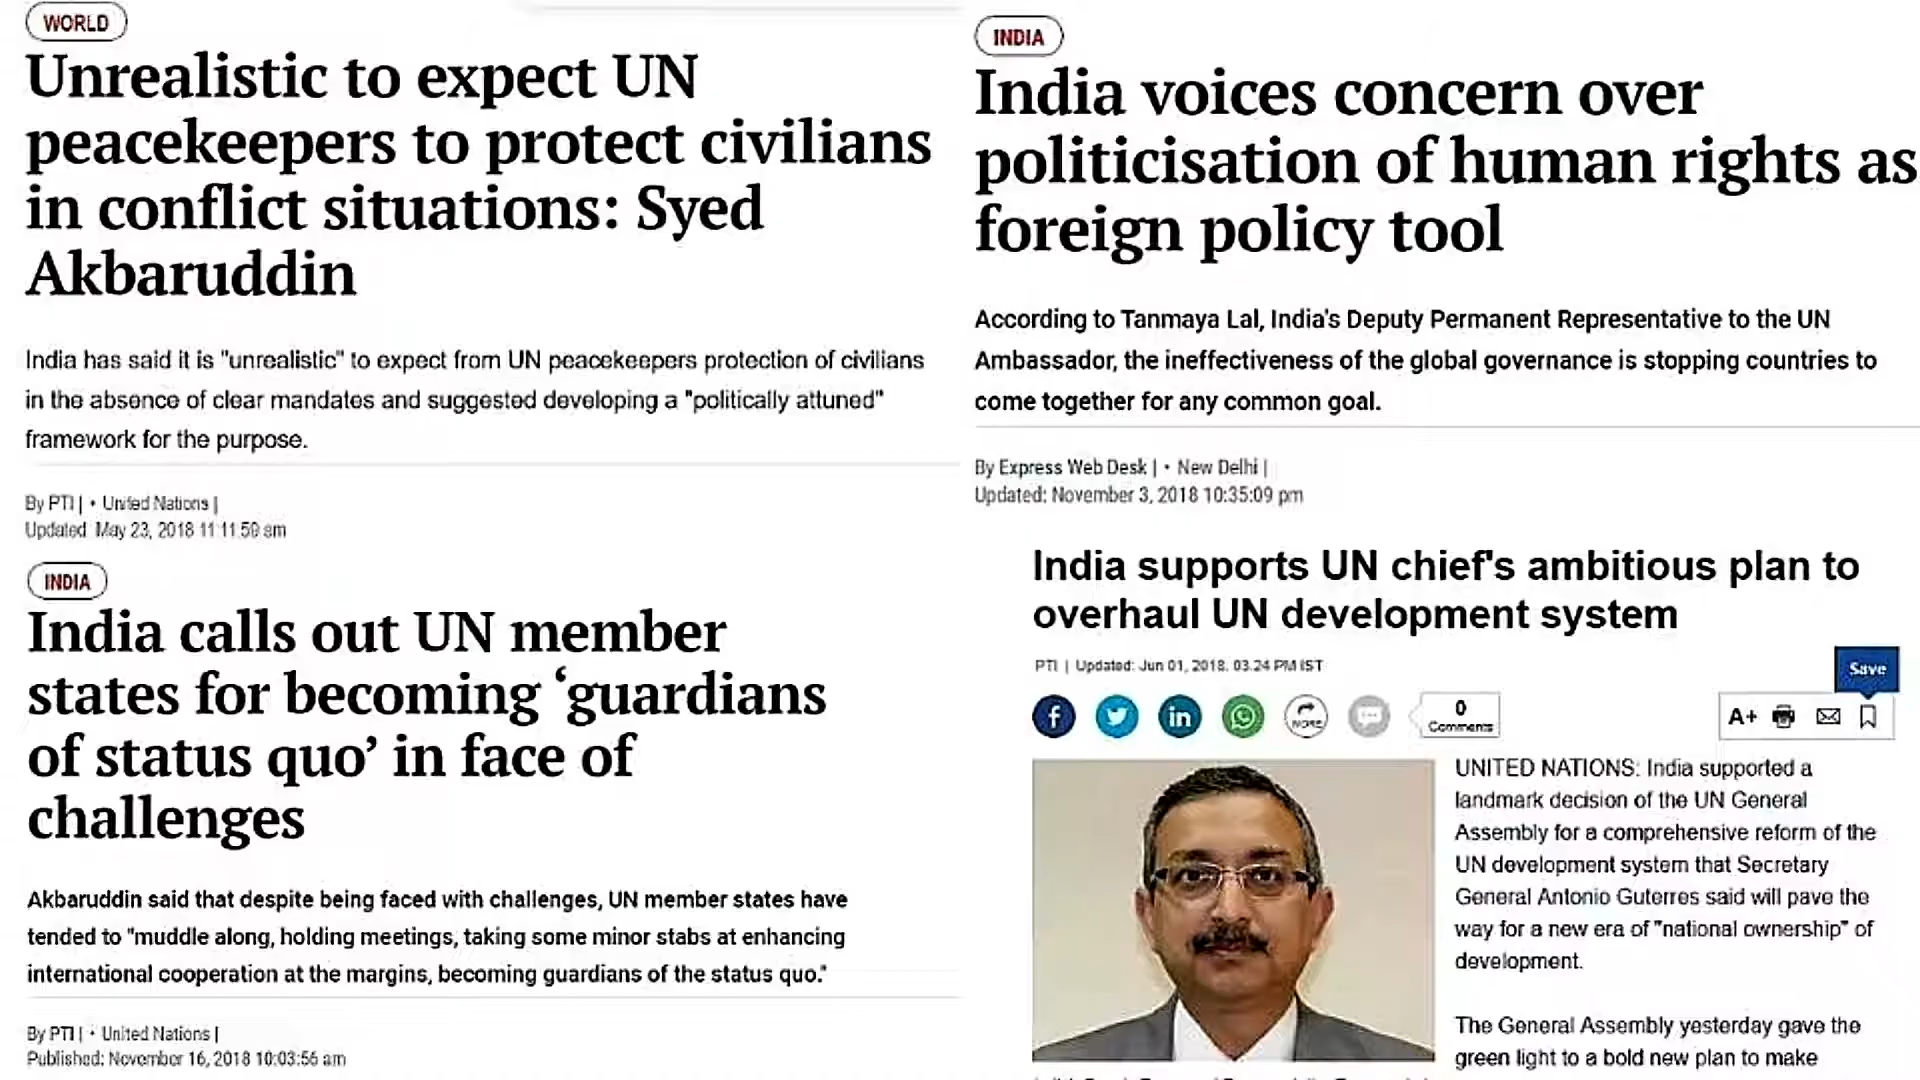 WORLD
Unrealistic to expect UN
peacekeepers to protect civilians
in conflict situations: Syed
Akbaruddin
India has said it is "unrealistic" to expect from UN peacekeepers protection of civilians
in the absence of clear mandates and suggested developing a "politically attuned"
framework for the purpose.
By PTI | • United Nations |
Updated: May 23, 2018 11:11:59 am
INDIA
India calls out UN member
states for becoming ‘guardians
of status quo’ in face of
challenges
Akbaruddin said that despite being faced with challenges, UN member states have
tended to "muddle along, holding meetings, taking some minor stabs at enhancing
international cooperation at the margins, becoming guardians of the status quo."
By PTI | • United Nations |
Published: November 16, 2018 10:03:56 am
INDIA
India voices concern over
politicisation of human rights as
foreign policy tool
According to Tanmaya Lal, India's Deputy Permanent Representative to the UN
Ambassador, the ineffectiveness of the global governance is stopping countries to
come together for any common goal.
By Express Web Desk | • New Delhi |
Updated: November 3, 2018 10:35:09 pm
India supports UN chief's ambitious plan to
overhaul UN development system
PTI | Updated: Jun 01, 2018, 03.24 PM IST
Save
MORE
0
Comments
A+
UNITED NATIONS: India supported a
landmark decision of the UN General
Assembly for a comprehensive reform of the
UN development system that Secretary
General Antonio Guterres said will pave the
way for a new era of "national ownership" of
development.
The General Assembly yesterday gave the
green light to a bold new plan to make